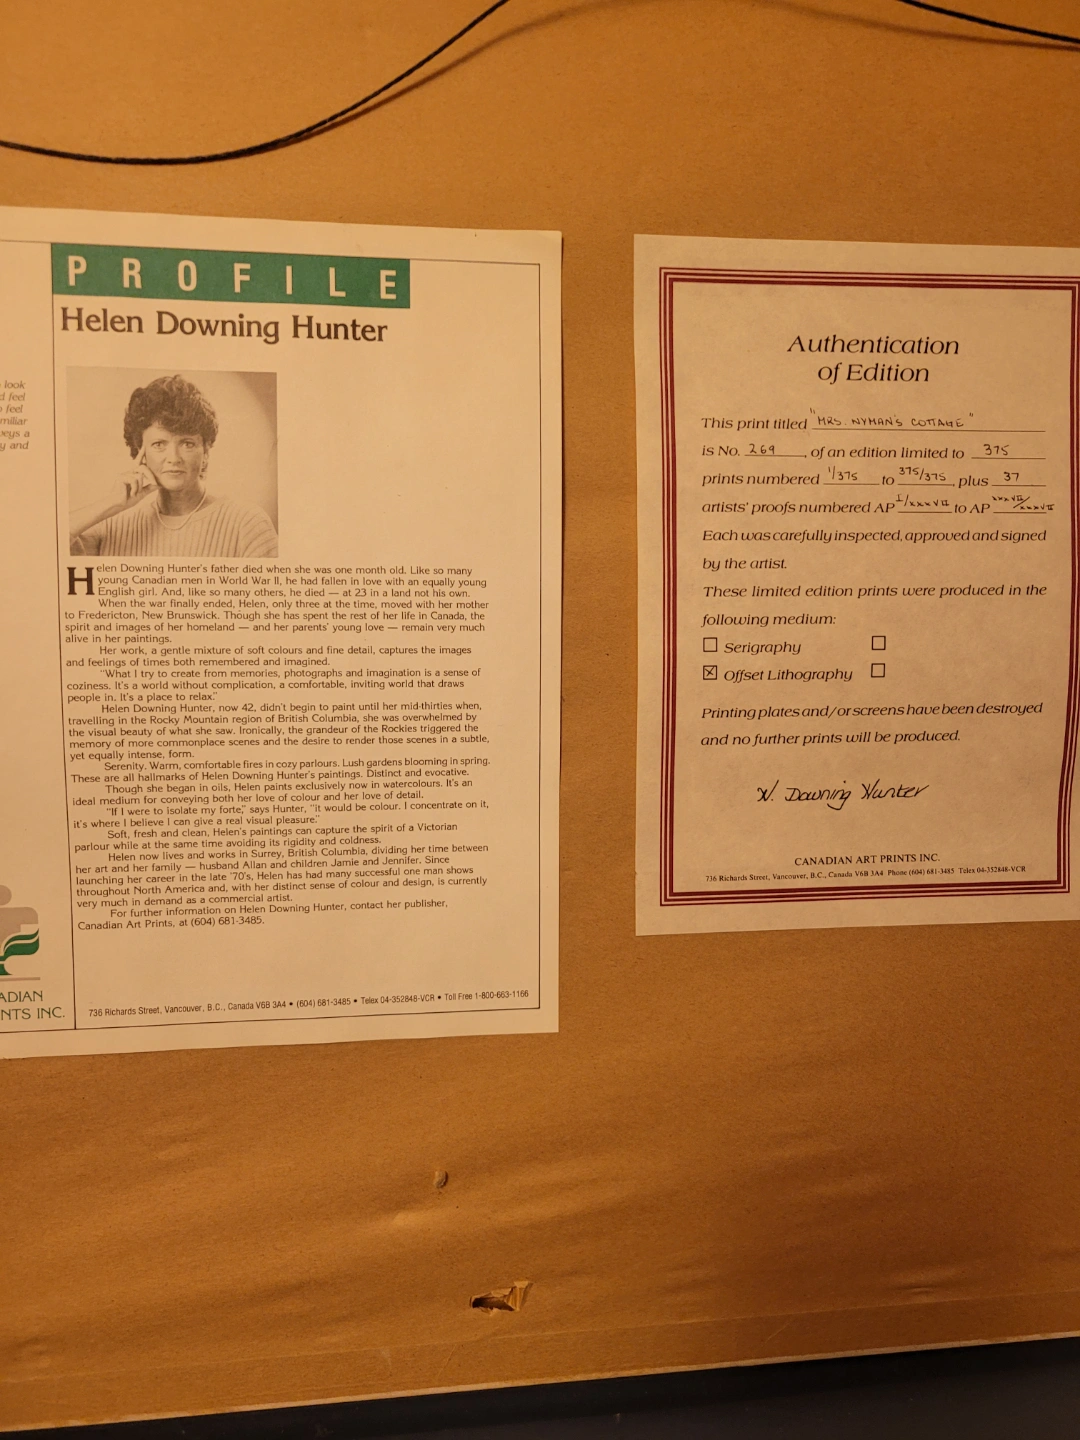 look
feel
feel
miliar
eys a
y and
ADIAN
NTS INC.
PROFILE
Helen Downing Hunter
Helen Downing Hunter's father died when she was one month old. Like so many
young Canadian men in World War II, he had fallen in love with an equally young
English girl. And, like so many others, he died — at 23 in a land not his own.
When the war finally ended, Helen, only three at the time, moved with her mother
to Fredericton, New Brunswick. Though she has spent the rest of her life in Canada, the
spirit and images of her homeland — and her parents' young love — remain very much
alive in her paintings.
Her work, a gentle mixture of soft colours and fine detail, captures the images
and feelings of times both remembered and imagined.
"What I try to create from memories, photographs and imagination is a sense of
coziness. It's a world without complication, a comfortable, inviting world that draws
people in. It's a place to relax."
Helen Downing Hunter, now 42, didn't begin to paint until her mid-thirties when,
travelling in the Rocky Mountain region of British Columbia, she was overwhelmed by
the visual beauty of what she saw. Ironically, the grandeur of the Rockies triggered the
memory of more commonplace scenes and the desire to render those scenes in a subtle,
yet equally intense, form.
Serenity. Warm, comfortable fires in cozy parlours. Lush gardens blooming in spring.
These are all hallmarks of Helen Downing Hunter's paintings. Distinct and evocative.
Though she began in oils, Helen paints exclusively now in watercolours. It's an
ideal medium for conveying both her love of colour and her love of detail.
"If I were to isolate my forte," says Hunter, "it would be colour. I concentrate on it,
it's where I believe I can give a real visual pleasure."
Soft, fresh and clean, Helen's paintings can capture the spirit of a Victorian
parlour while at the same time avoiding its rigidity and coldness.
Helen now lives and works in Surrey, British Columbia, dividing her time between
her art and her family — husband Allan and children Jamie and Jennifer. Since
launching her career in the late '70's, Helen has had many successful one man shows
throughout North America and, with her distinct sense of colour and design, is currently
very much in demand as a commercial artist.
For further information on Helen Downing Hunter, contact her publisher,
Canadian Art Prints, at (604) 681-3485.
736 Richards Street, Vancouver, B.C., Canada V6B 3A4 • (604) 681-3485 • Telex 04-352848-VCR • Toll Free 1-800-663-1166
Authentication
of Edition
This print titled "MRS. NYMAN'S COTTAGE"
is No. 269, of an edition limited to 375
prints numbered 1/375 to 375/375, plus 37
artists' proofs numbered AP I/XXXVII to AP XXXVII/XXXVII
Each was carefully inspected, approved and signed
by the artist.
These limited edition prints were produced in the
following medium:
☐ Serigraphy ☐
☒ Offset Lithography ☐
Printing plates and/or screens have been destroyed
and no further prints will be produced.
H. Downing Hunter
CANADIAN ART PRINTS INC.
736 Richards Street, Vancouver, B.C., Canada V6B 3A4 Phone (604) 681-3485 Telex 04-352848-VCR